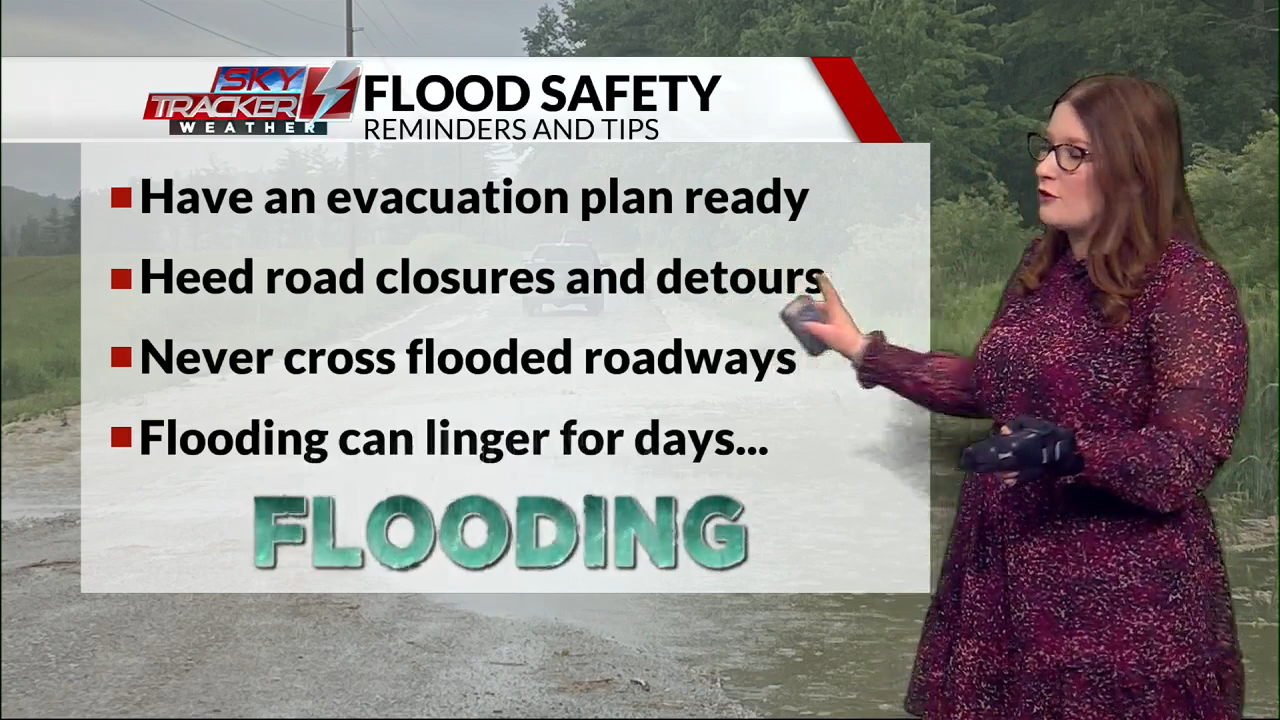 SKY
TRACKER
WEATHER
FLOOD SAFETY
REMINDERS AND TIPS
Have an evacuation plan ready
Heed road closures and detours
Never cross flooded roadways
Flooding can linger for days...
FLOODING